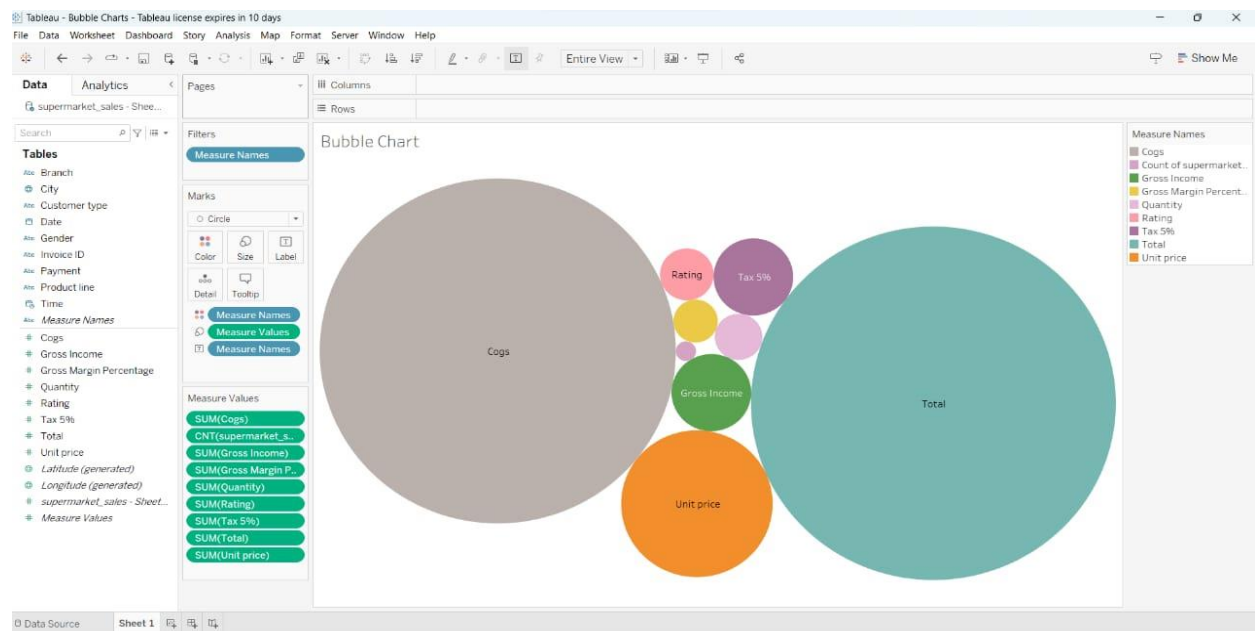 Tableau - Bubble Charts - Tableau license expires in 10 days
File Data Worksheet Dashboard Story Analysis Map Format Server Window Help
Entire View
Show Me
Data Analytics
supermarket_sales - Shee...
Search
Tables
Abc Branch
City
Abc Customer type
Date
Abc Gender
Abc Invoice ID
Abc Payment
Abc Product line
Time
Abc Measure Names
# Cogs
# Gross Income
# Gross Margin Percentage
# Quantity
# Rating
# Tax 5%
# Total
# Unit price
Latitude (generated)
Longitude (generated)
# supermarket_sales - Sheet...
# Measure Values
Pages
Filters
Measure Names
Marks
Circle
Color Size Label
Detail Tooltip
Measure Names
Measure Values
Measure Names
Measure Values
SUM(Cogs)
CNT(supermarket_s..
SUM(Gross Income)
SUM(Gross Margin P..
SUM(Quantity)
SUM(Rating)
SUM(Tax 5%)
SUM(Total)
SUM(Unit price)
Columns
Rows
Bubble Chart
Cogs
Rating
Tax 5%
Gross Income
Unit price
Total
Measure Names
Cogs
Count of supermarket...
Gross Income
Gross Margin Percent...
Quantity
Rating
Tax 5%
Total
Unit price
Data Source Sheet 1